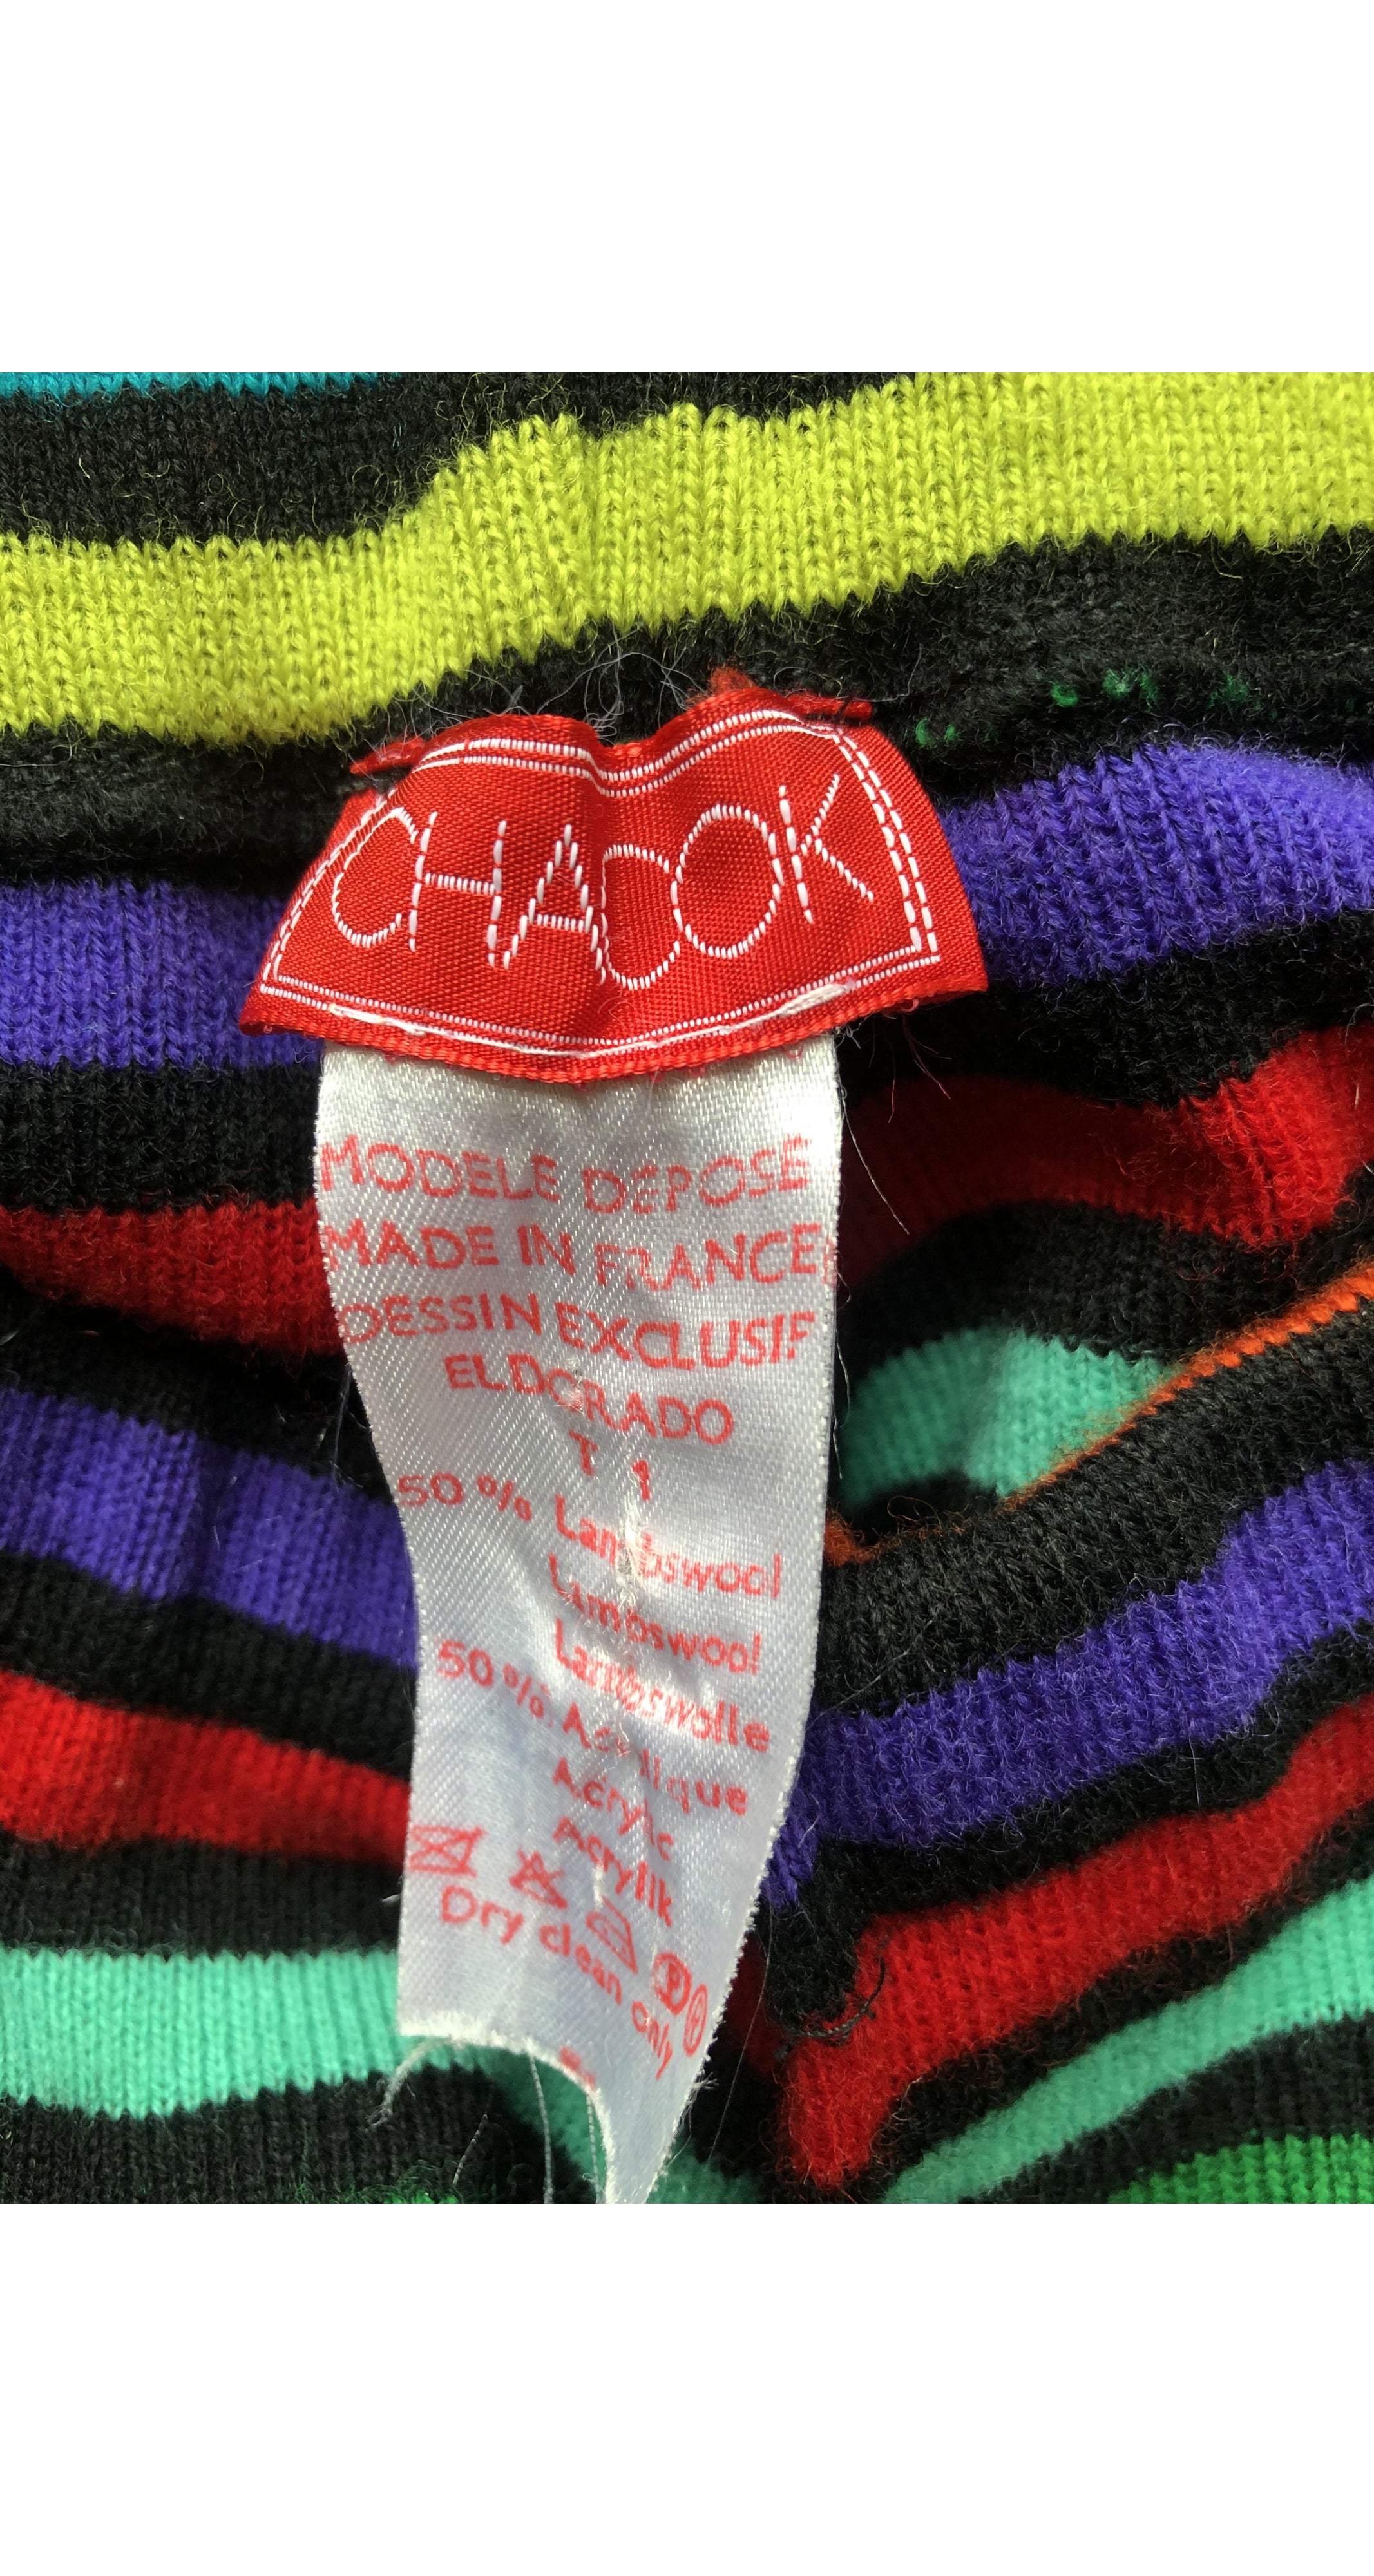 CHACOK
MODELE DEPOSE
MADE IN FRANCE
DESSIN EXCLUSIF
ELDORADO
T 1
50 % Lambswool
Lambswool
Lambswolle
50 % Acrylique
Acrylic
Acrylik
Dry clean only